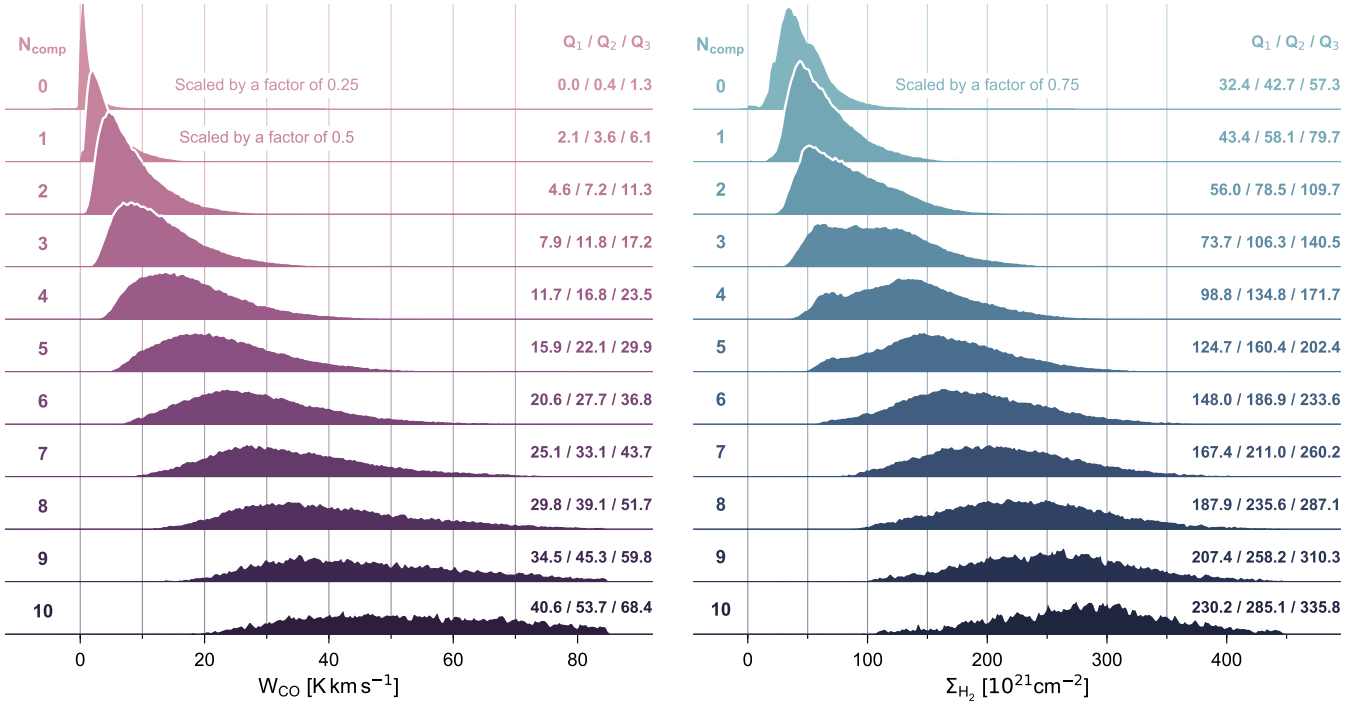 N_comp Q_1 / Q_2 / Q_3
0 Scaled by a factor of 0.25 0.0 / 0.4 / 1.3
1 Scaled by a factor of 0.5 2.1 / 3.6 / 6.1
2 4.6 / 7.2 / 11.3
3 7.9 / 11.8 / 17.2
4 11.7 / 16.8 / 23.5
5 15.9 / 22.1 / 29.9
6 20.6 / 27.7 / 36.8
7 25.1 / 33.1 / 43.7
8 29.8 / 39.1 / 51.7
9 34.5 / 45.3 / 59.8
10 40.6 / 53.7 / 68.4
0 20 40 60 80
W_CO [K km s^−1]
N_comp Q_1 / Q_2 / Q_3
0 Scaled by a factor of 0.75 32.4 / 42.7 / 57.3
1 43.4 / 58.1 / 79.7
2 56.0 / 78.5 / 109.7
3 73.7 / 106.3 / 140.5
4 98.8 / 134.8 / 171.7
5 124.7 / 160.4 / 202.4
6 148.0 / 186.9 / 233.6
7 167.4 / 211.0 / 260.2
8 187.9 / 235.6 / 287.1
9 207.4 / 258.2 / 310.3
10 230.2 / 285.1 / 335.8
0 100 200 300 400
Σ_H₂ [10^21 cm^−2]